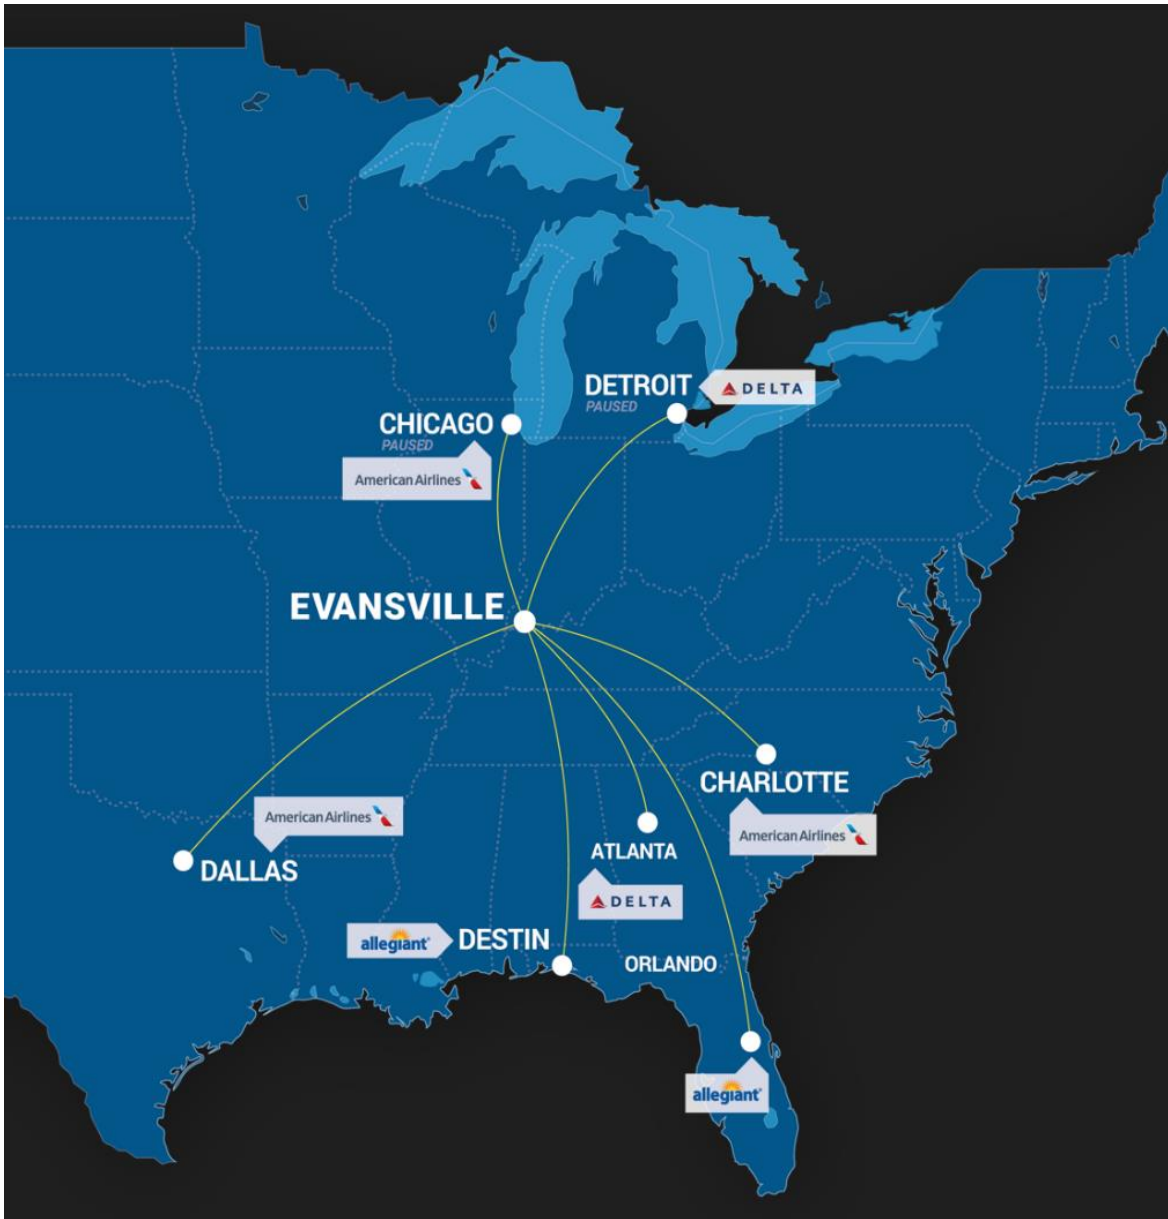 DETROIT
PAUSED
DELTA
CHICAGO
PAUSED
American Airlines
EVANSVILLE
CHARLOTTE
American Airlines
American Airlines
DALLAS
ATLANTA
DELTA
allegiant
DESTIN
ORLANDO
allegiant